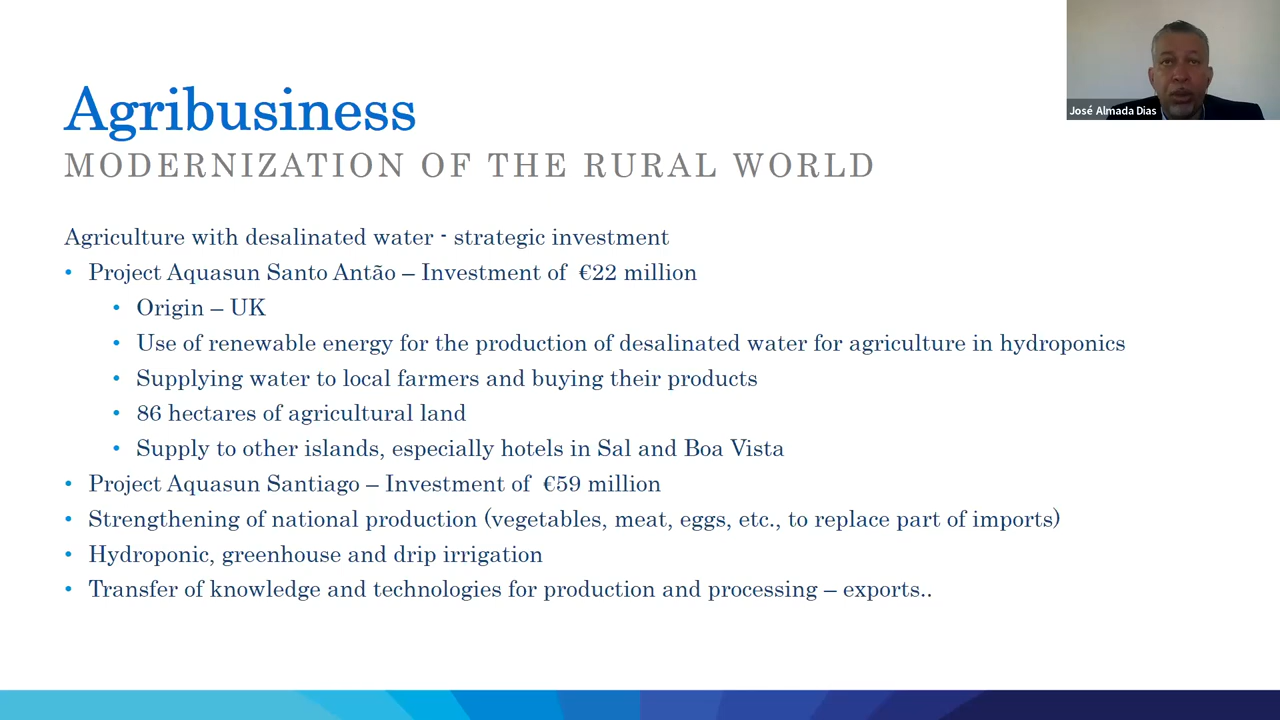 José Almada Dias
Agribusiness
MODERNIZATION OF THE RURAL WORLD
Agriculture with desalinated water - strategic investment
• Project Aquasun Santo Antão – Investment of €22 million
• Origin – UK
• Use of renewable energy for the production of desalinated water for agriculture in hydroponics
• Supplying water to local farmers and buying their products
• 86 hectares of agricultural land
• Supply to other islands, especially hotels in Sal and Boa Vista
• Project Aquasun Santiago – Investment of €59 million
• Strengthening of national production (vegetables, meat, eggs, etc., to replace part of imports)
• Hydroponic, greenhouse and drip irrigation
• Transfer of knowledge and technologies for production and processing – exports..